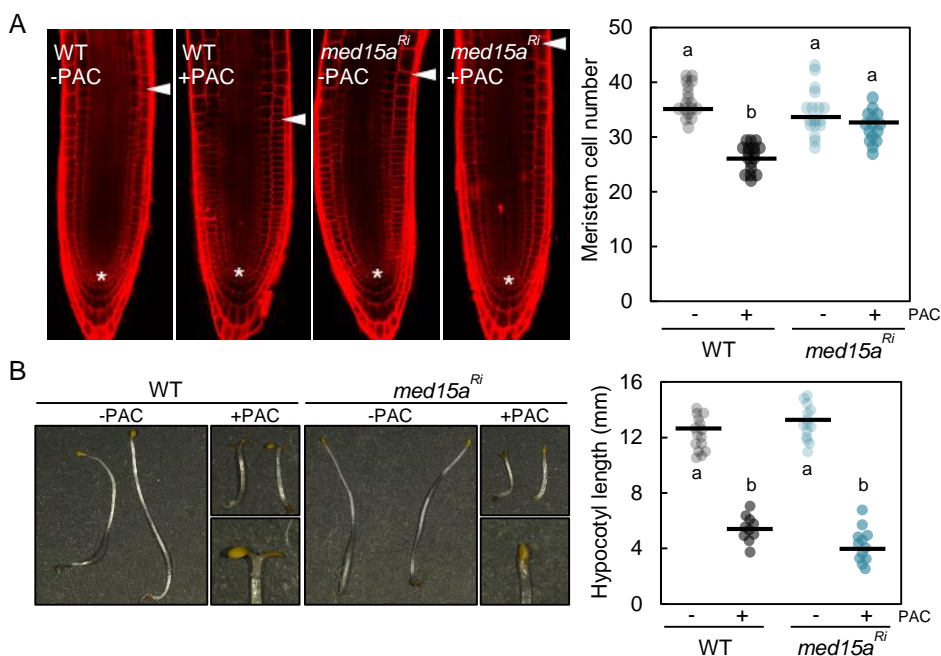 A
WT
-PAC
WT
+PAC
med15a^Ri
-PAC
med15a^Ri
+PAC
*
*
*
*
Meristem cell number
50
40
30
20
10
0
a
b
a
a
- + - + PAC
WT med15a^Ri
B
WT med15a^Ri
-PAC +PAC -PAC +PAC
Hypocotyl length (mm)
16
12
8
4
0
a
b
a
b
- + - + PAC
WT med15a^Ri